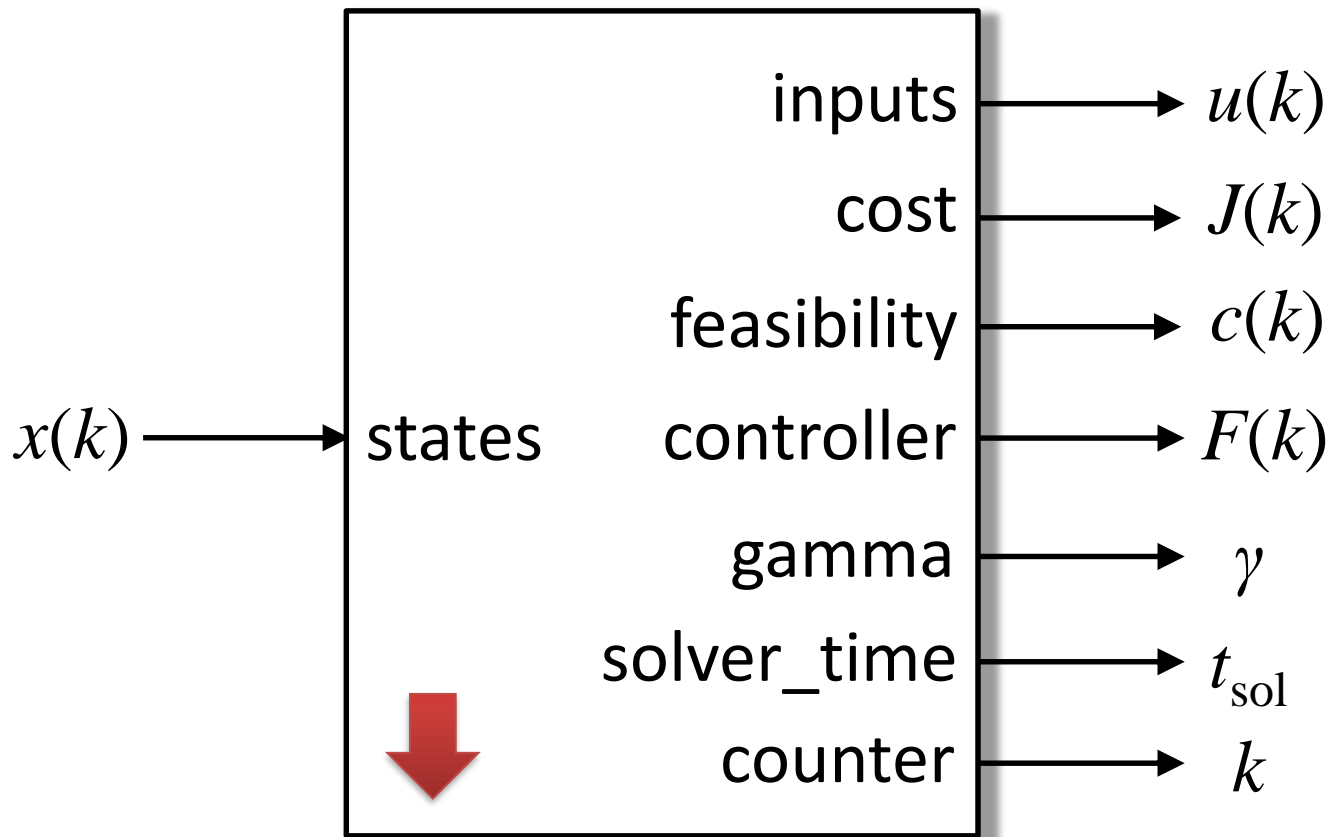 inputs u(k)
cost J(k)
feasibility c(k)
x(k) states controller F(k)
gamma γ
solver_time t_sol
counter k